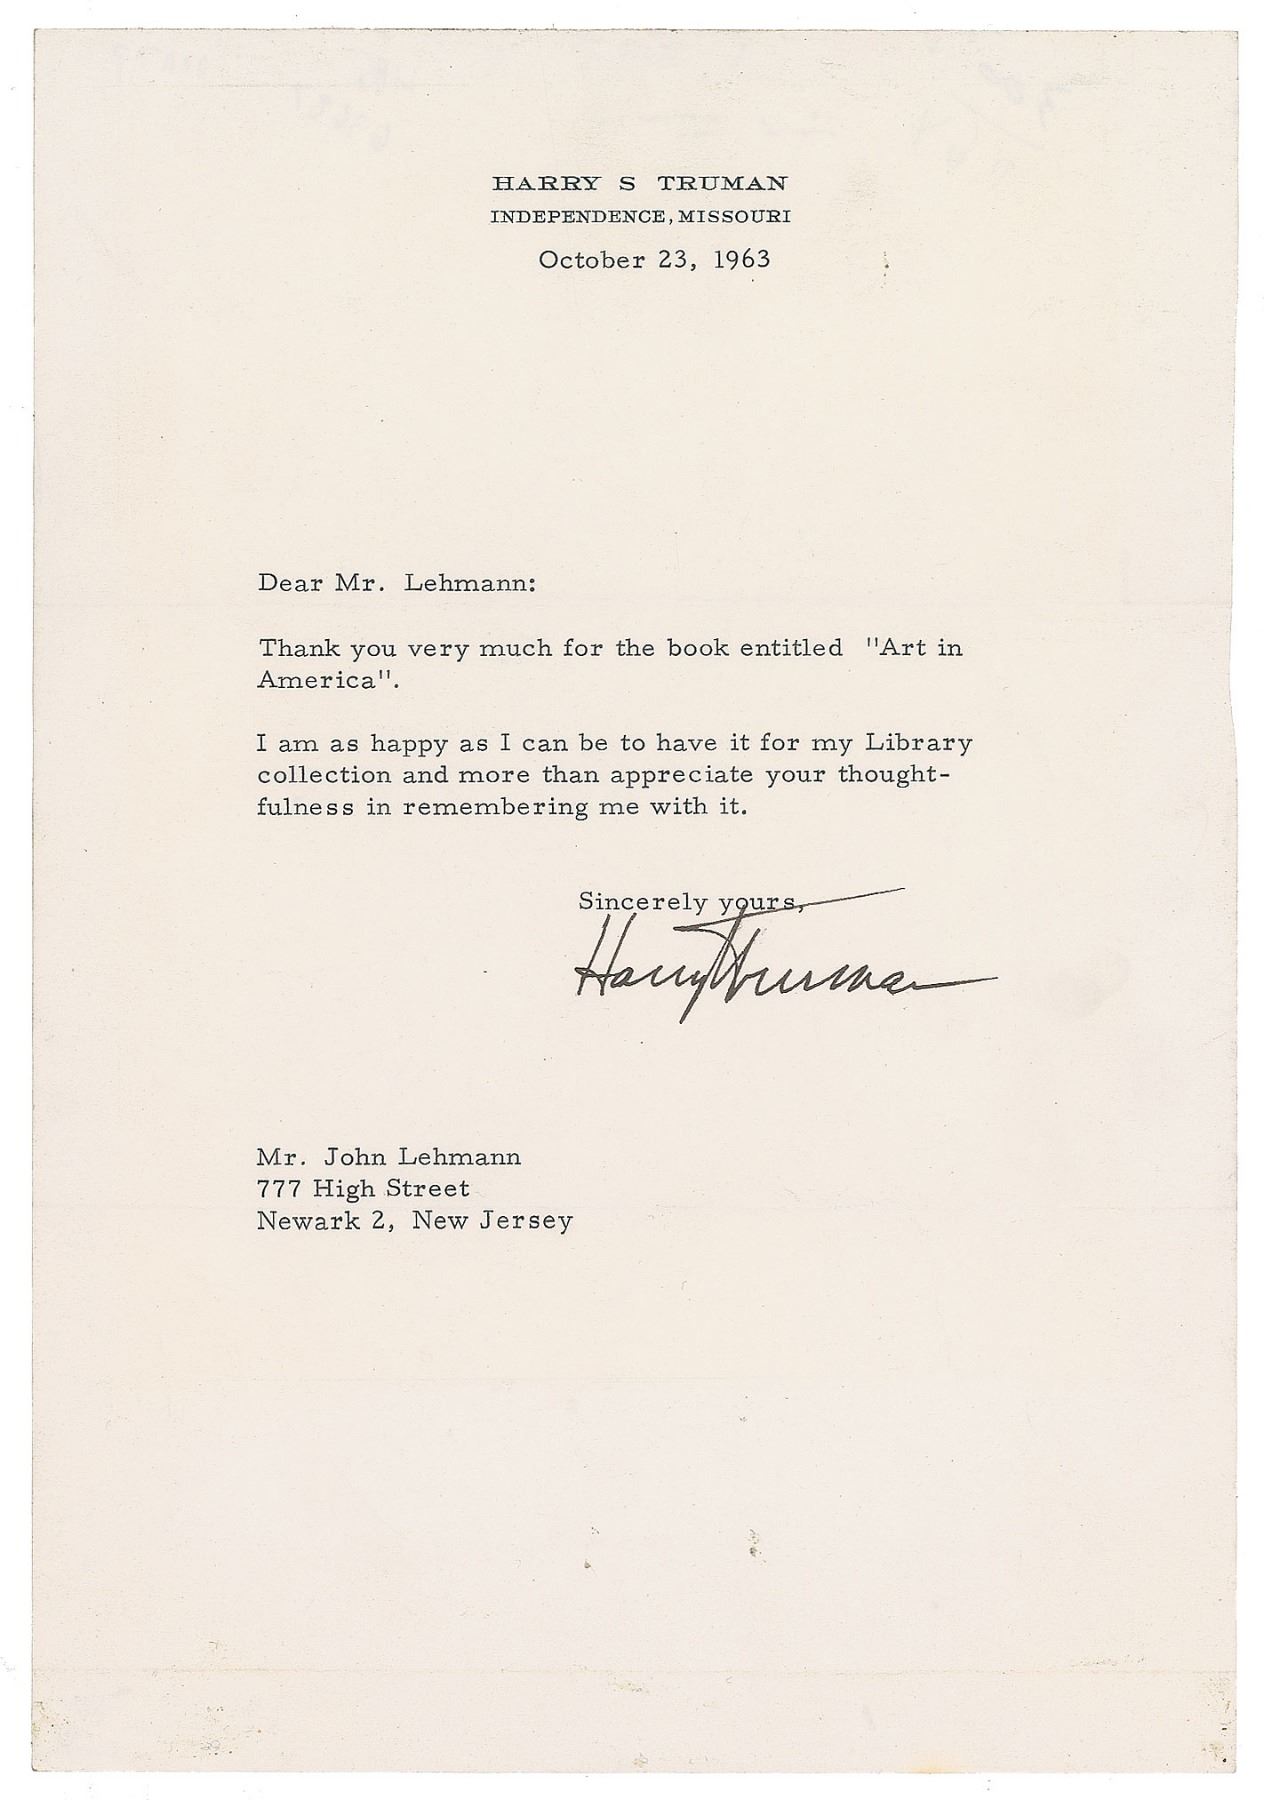 HARRY S TRUMAN
INDEPENDENCE, MISSOURI
October 23, 1963
Dear Mr. Lehmann:
Thank you very much for the book entitled "Art in
America".
I am as happy as I can be to have it for my Library
collection and more than appreciate your thought-
fulness in remembering me with it.
Sincerely yours,
Harry Truman
Mr. John Lehmann
777 High Street
Newark 2, New Jersey